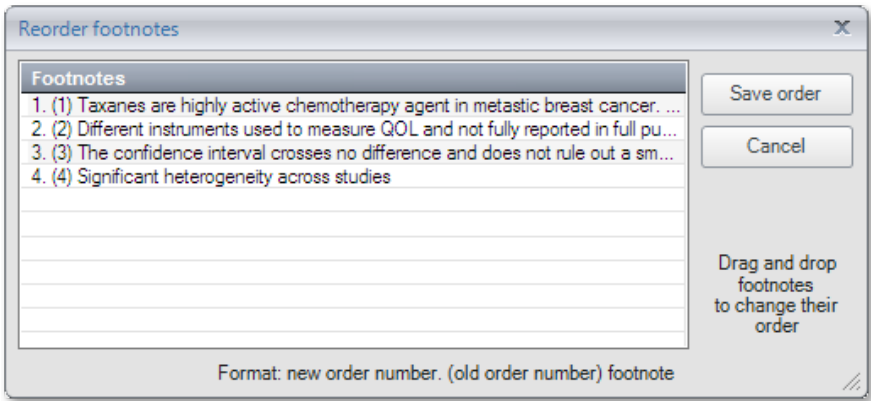 Reorder footnotes
X
Footnotes
1. (1) Taxanes are highly active chemotherapy agent in metastic breast cancer. ...
2. (2) Different instruments used to measure QOL and not fully reported in full pu...
3. (3) The confidence interval crosses no difference and does not rule out a sm...
4. (4) Significant heterogeneity across studies
Save order
Cancel
Drag and drop
footnotes
to change their
order
Format: new order number. (old order number) footnote